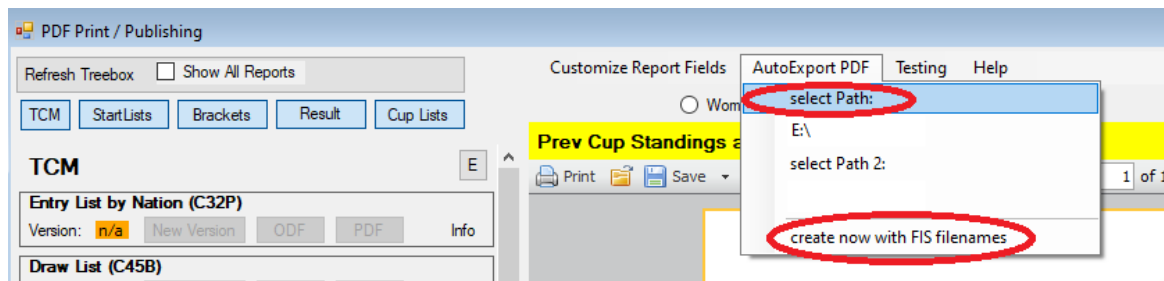 PDF Print / Publishing
Refresh Treebox Show All Reports
Customize Report Fields AutoExport PDF Testing Help
TCM StartLists Brackets Result Cup Lists
select Path:
E:\
select Path 2:
create now with FIS filenames
Prev Cup Standings
Print Save 1 of 1
TCM E
Entry List by Nation (C32P)
Version: n/a New Version ODF PDF Info
Draw List (C45B)